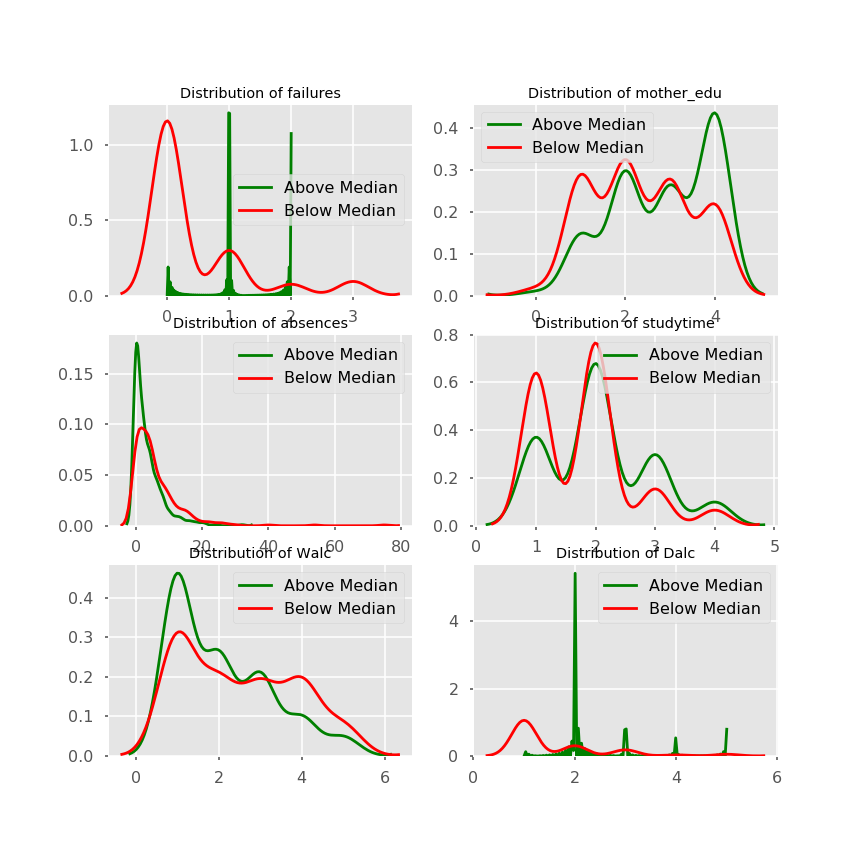 Distribution of failures
1.0
0.5
0.0
0
1
2
3
Above Median
Below Median
Distribution of mother_edu
0.4
0.3
0.2
0.1
0.0
0
2
4
Above Median
Below Median
Distribution of absences
0.15
0.10
0.05
0.00
0
20
40
60
80
Above Median
Below Median
Distribution of studytime
0.8
0.6
0.4
0.2
0.0
0
1
2
3
4
5
Above Median
Below Median
Distribution of Walc
0.4
0.3
0.2
0.1
0.0
0
2
4
6
Above Median
Below Median
Distribution of Dalc
4
2
0
0
2
4
6
Above Median
Below Median